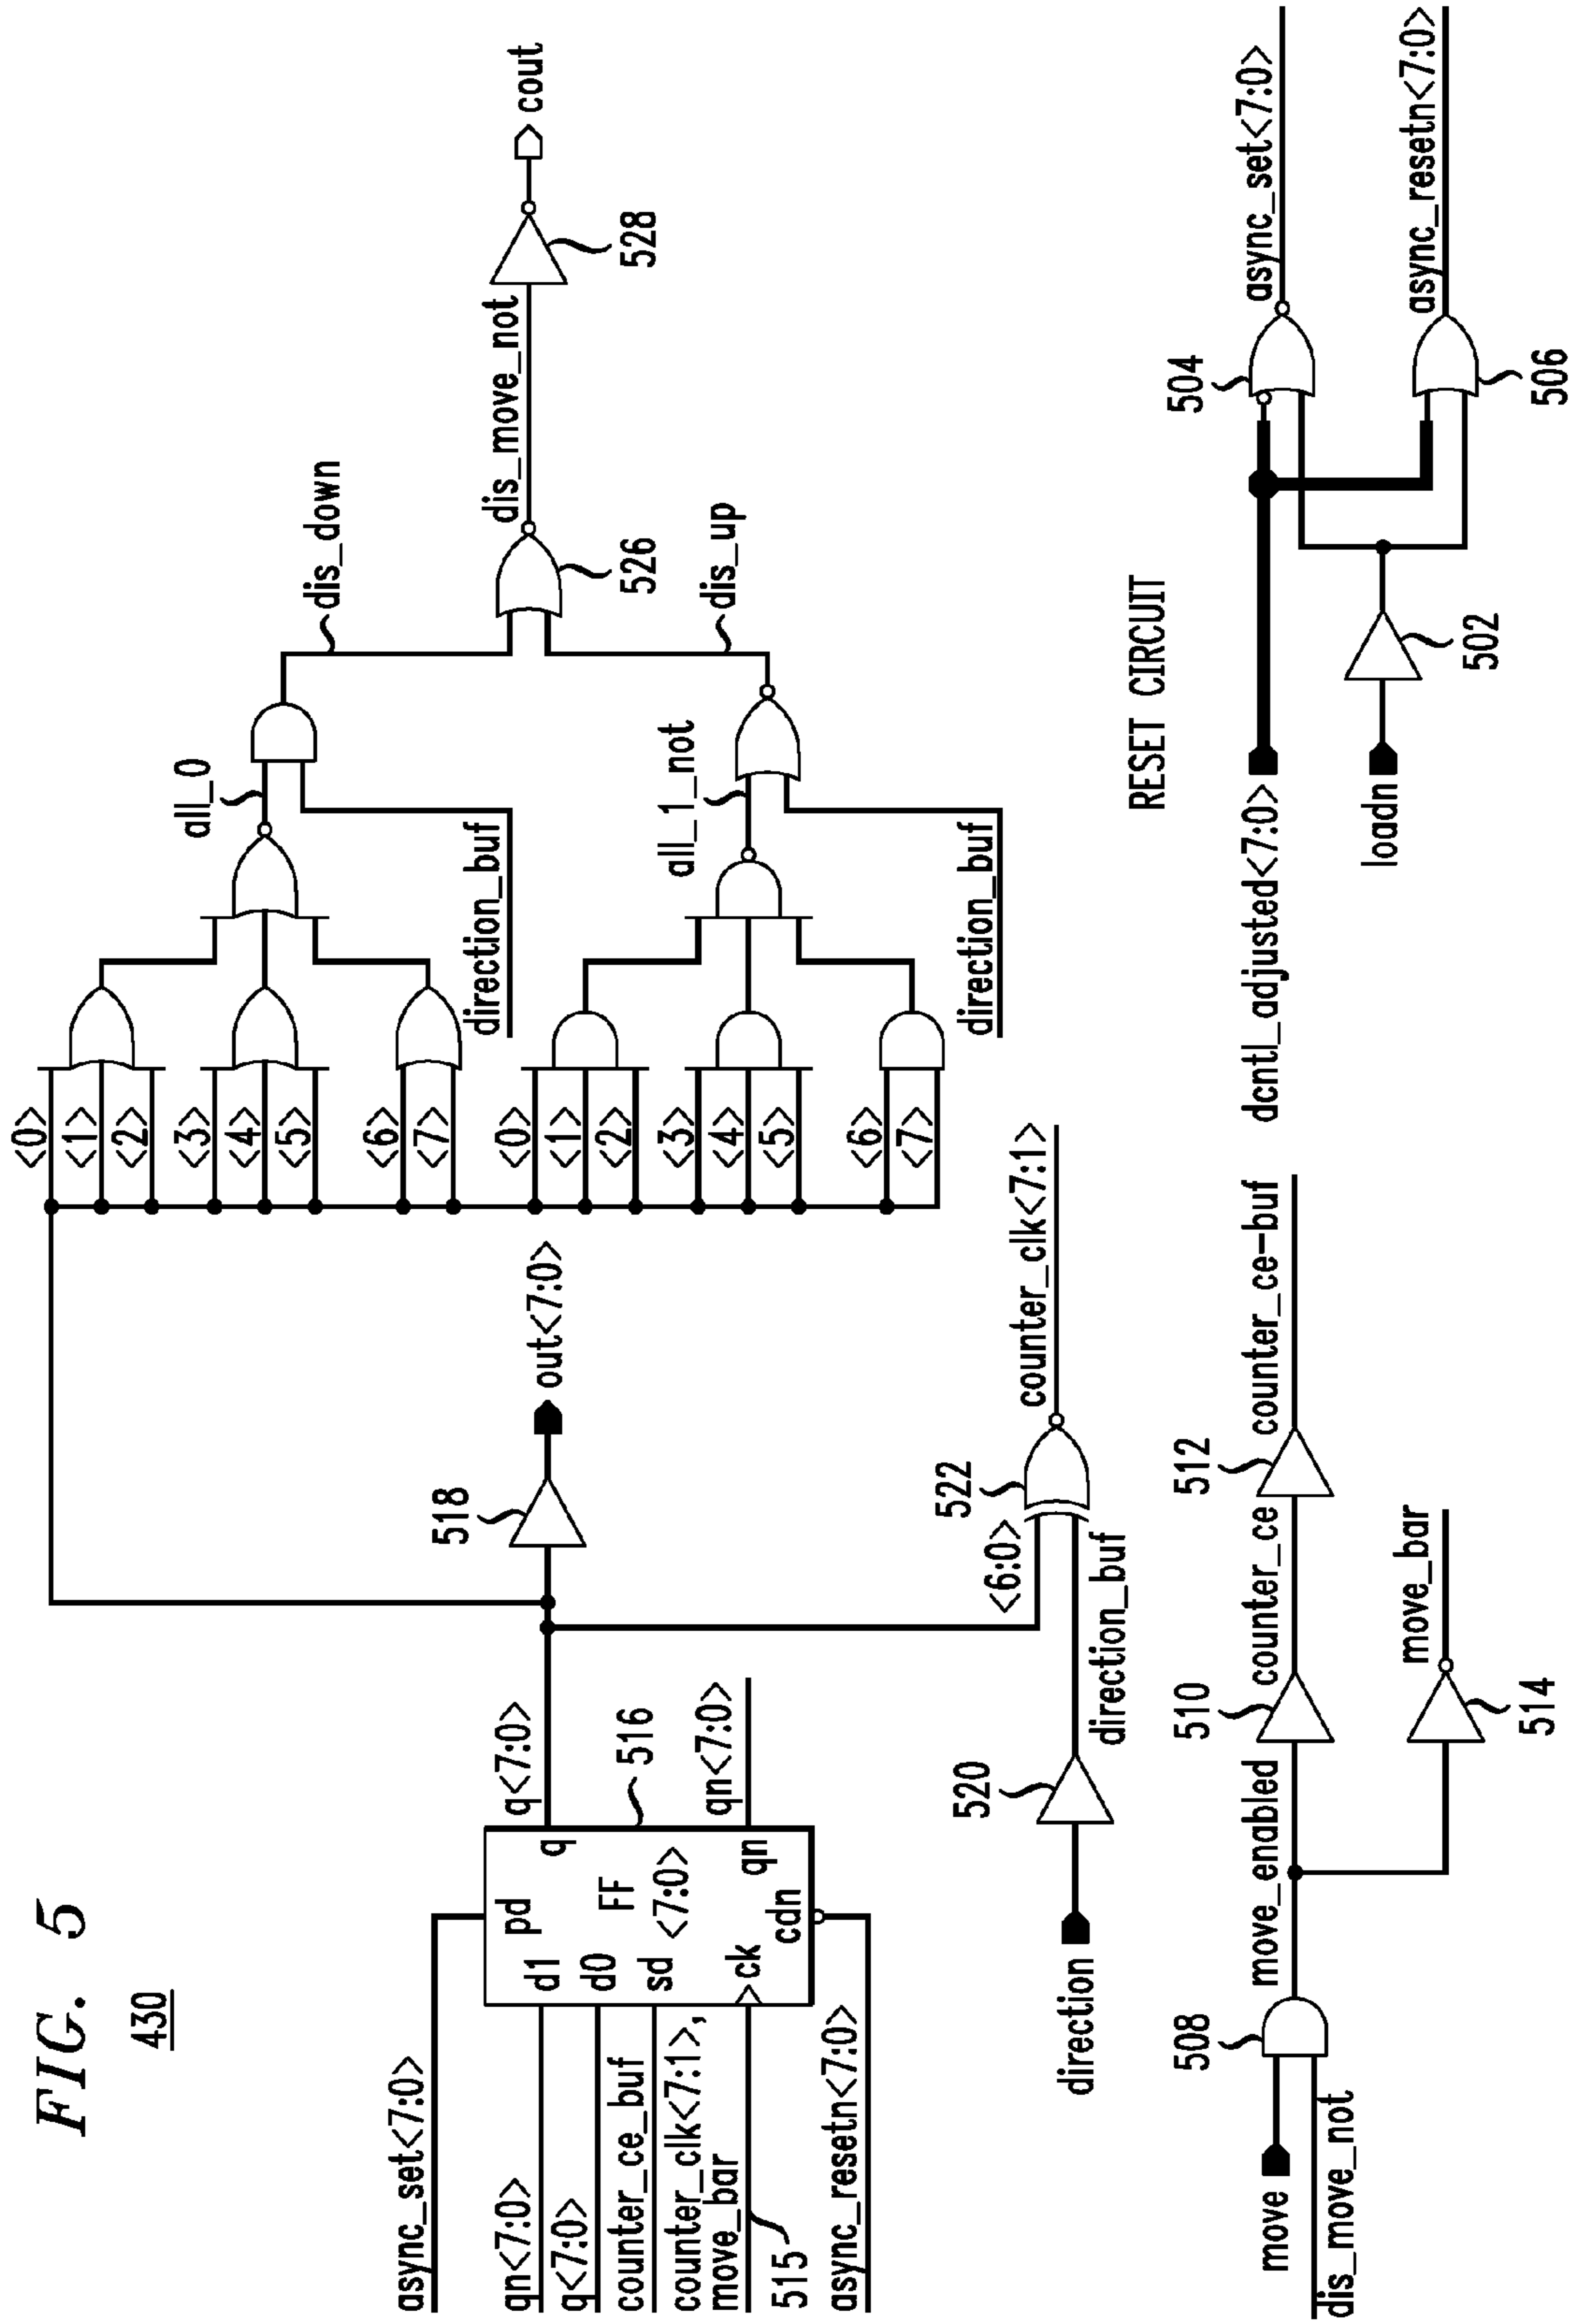 FIG. 5
430
async_set<7:0>
qn<7:0>
q<7:0>
counter_ce_buf
counter_clk<7:1>,
move_bar
515
async_resetn<7:0>
pd
d1
d0
sd
ck
cdn
FF
<7:0>
q
qn
516
q<7:0>
qn<7:0>
518
out<7:0>
direction
520
direction_buf
<6:0>
522
counter_clk<7:1>
<0>
<1>
<2>
<3>
<4>
<5>
<6>
<7>
<0>
<1>
<2>
<3>
<4>
<5>
<6>
<7>
all_0
direction_buf
all_1_not
direction_buf
dis_down
dis_up
526
dis_move_not
528
cout
move
dis_move_not
508
move_enabled
510
counter_ce
512
counter_ce-buf
514
move_bar
RESET CIRCUIT
dcntl_adjusted<7:0>
loadn
502
504
506
async_set<7:0>
async_resetn<7:0>